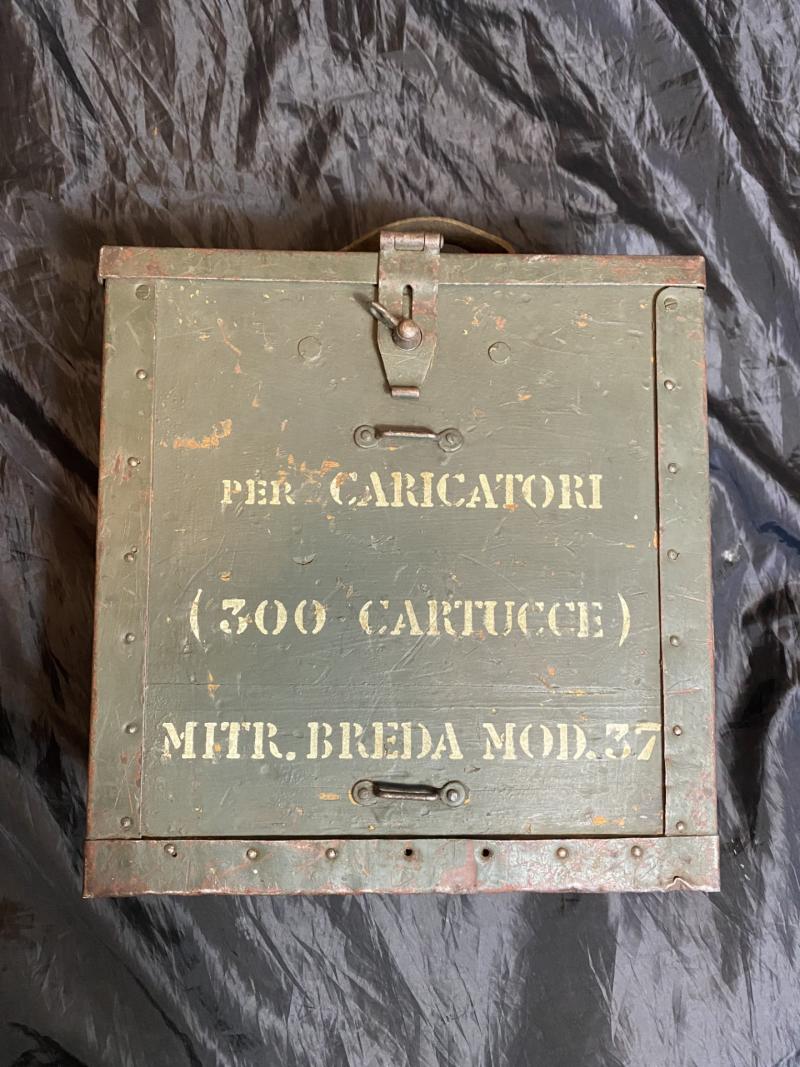 PER CARICATORI
(300 CARTUCCE)
MITR. BREDA MOD. 37